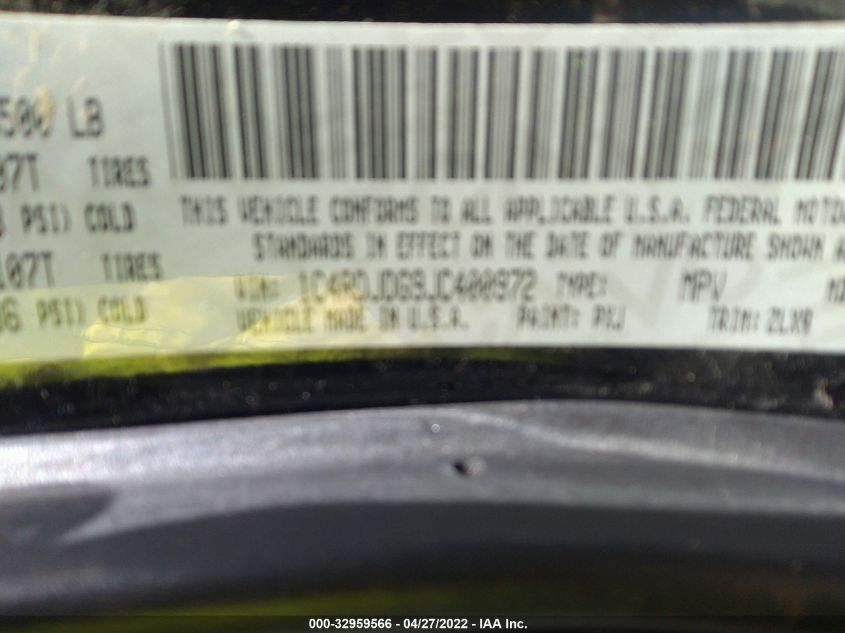 500 LB
07T TIRES
PSI) COLD
107T TIRES
PSI) COLD
THIS VEHICLE CONFORMS TO ALL APPLICABLE U.S.A. FEDERAL MOTO
STANDARDS IN EFFECT ON THE DATE OF MANUFACTURE SHOWN A
VIN: 1C4RDJDG9JC400972 TYPE: MPV
VEHICLE MADE IN U.S.A. PAINT: PXJ TRIM: ZLX9
000-32959566 - 04/27/2022 - IAA Inc.